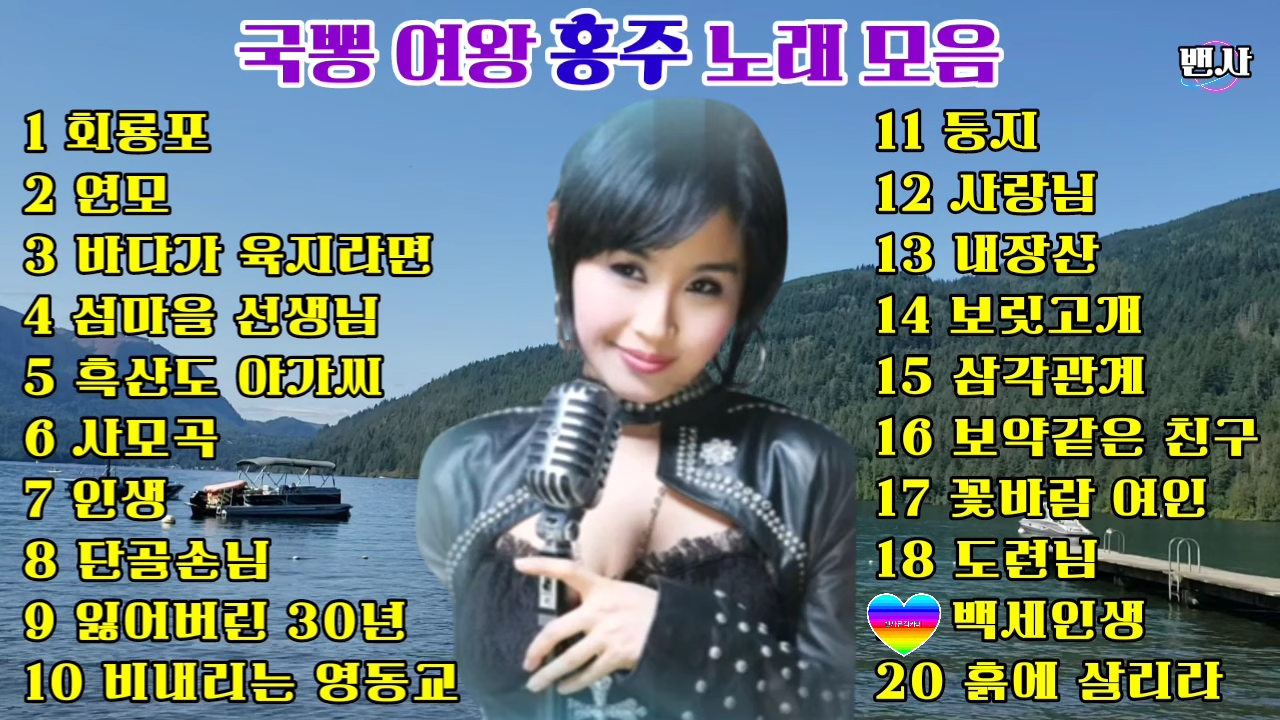 국뽕 여왕 홍주 노래 모음
밴.사
1 회룡포
2 연모
3 바다가 육지라면
4 섬마을 선생님
5 흑산도 아가씨
6 사모곡
7 인생
8 단골손님
9 잃어버린 30년
10 비내리는 영동교
11 둥지
12 사랑님
13 내장산
14 보릿고개
15 삼각관계
16 보약같은 친구
17 꽃바람 여인
18 도련님
백세인생
20 흙에 살리라